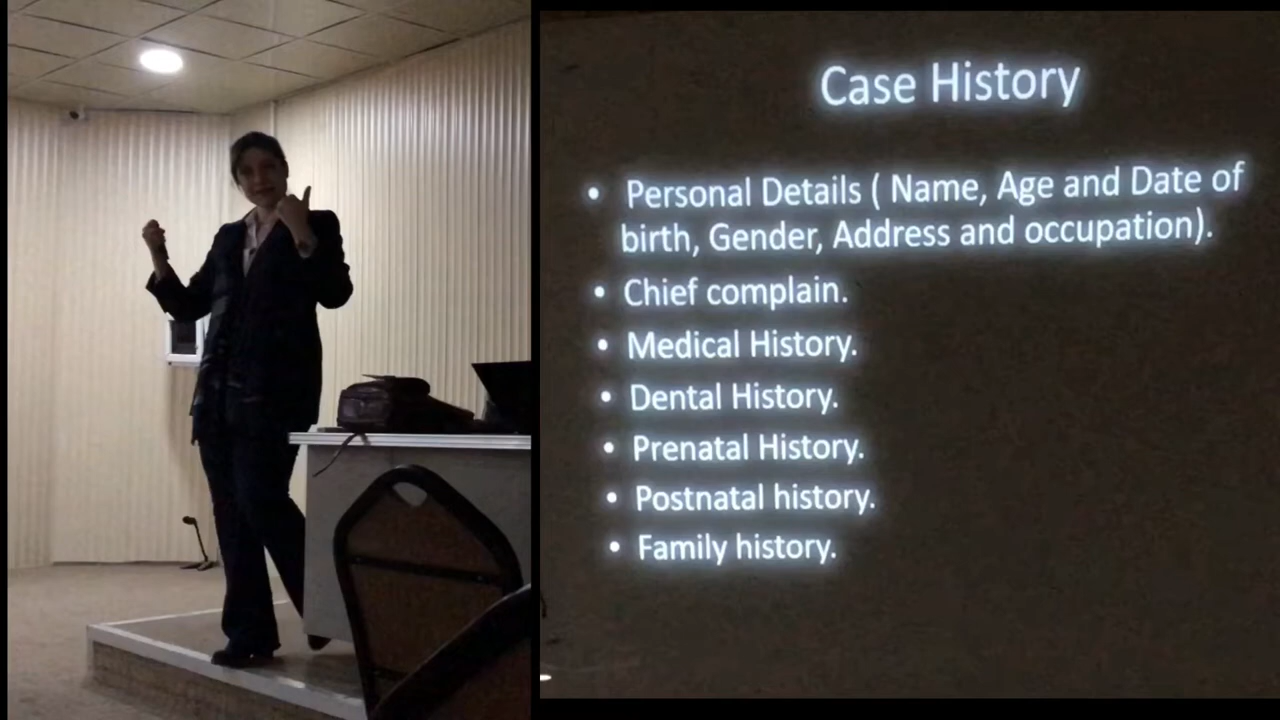 Case History
• Personal Details ( Name, Age and Date of
birth, Gender, Address and occupation).
• Chief complain.
• Medical History.
• Dental History.
• Prenatal History.
• Postnatal history.
• Family history.